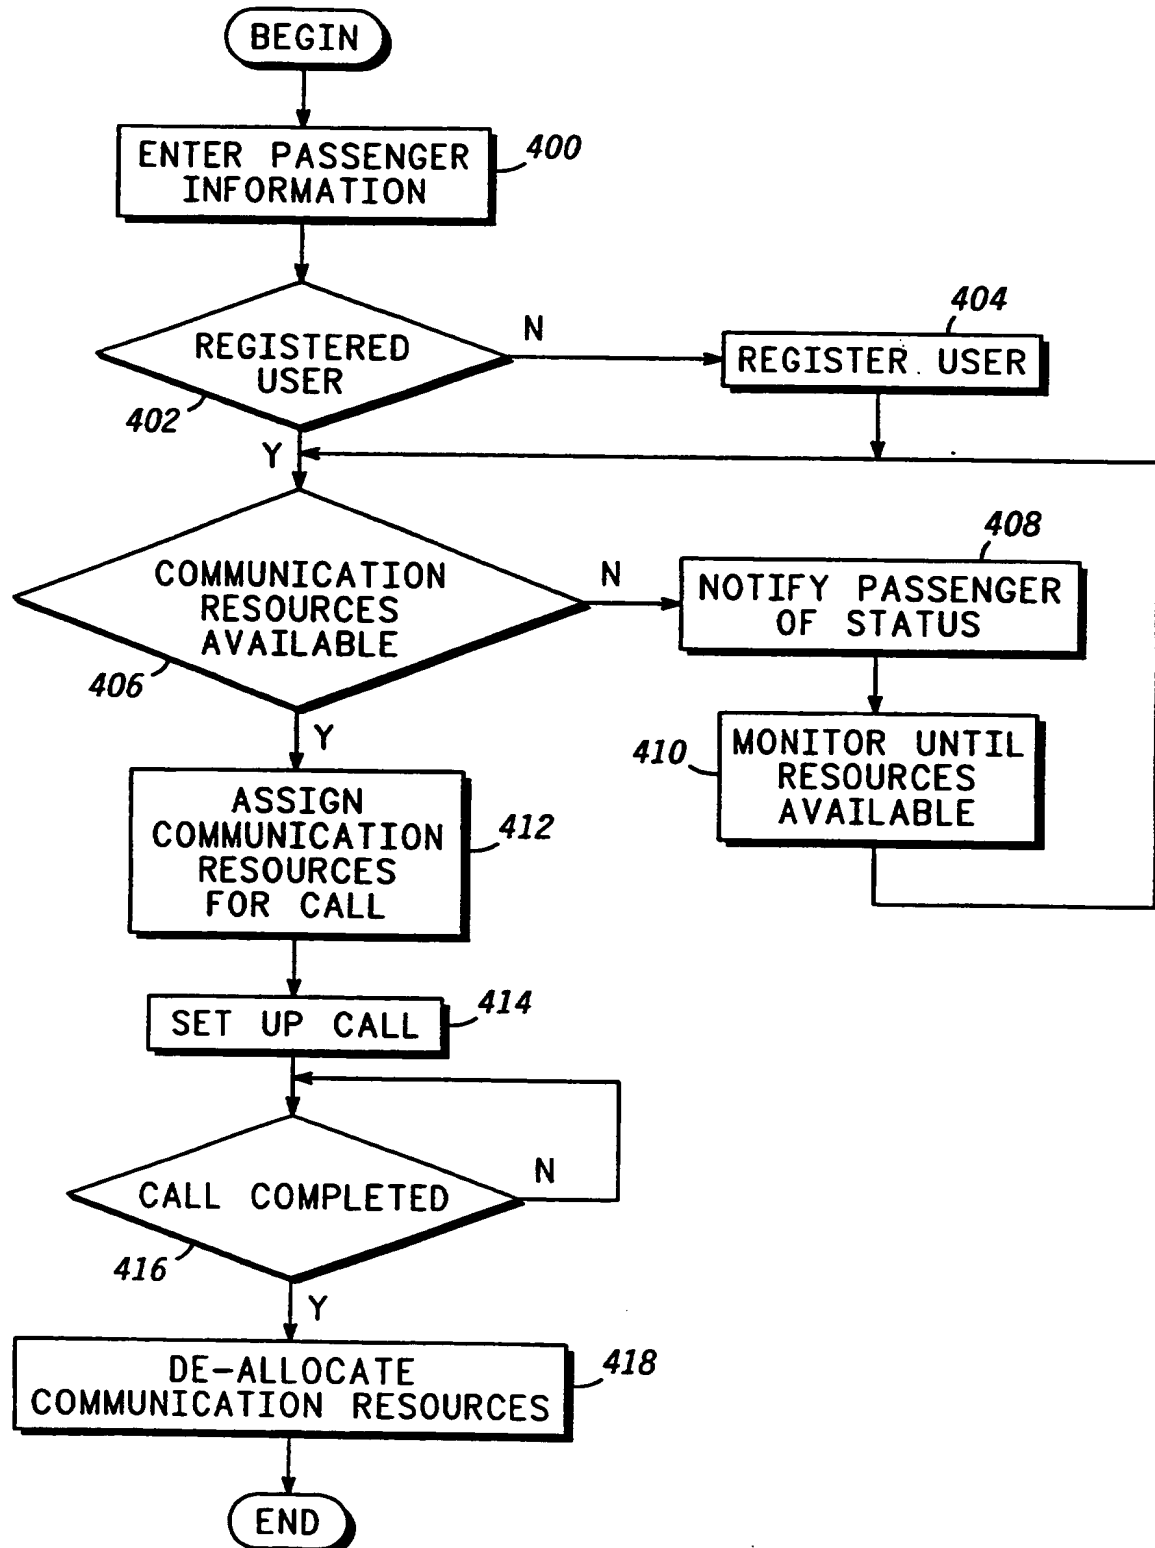 BEGIN
ENTER PASSENGER
INFORMATION
400
REGISTERED
USER
402
N
404
REGISTER USER
Y
COMMUNICATION
RESOURCES
AVAILABLE
406
N
408
NOTIFY PASSENGER
OF STATUS
410
MONITOR UNTIL
RESOURCES
AVAILABLE
Y
ASSIGN
COMMUNICATION
RESOURCES
FOR CALL
412
SET UP CALL
414
CALL COMPLETED
N
416
Y
DE-ALLOCATE
COMMUNICATION RESOURCES
418
END